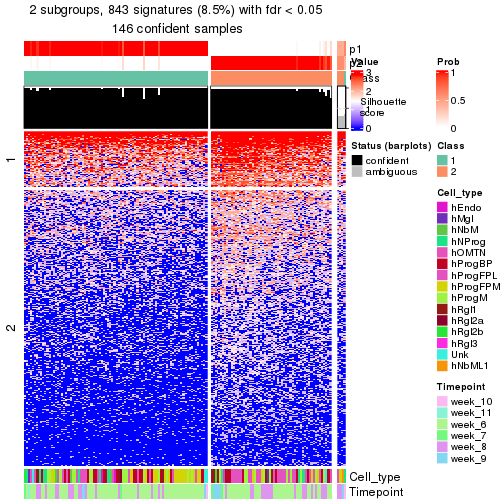 2 subgroups, 843 signatures (8.5%) with fdr < 0.05
146 confident samples
p1
p2
Class
Silhouette
score
1
2
Cell_type
Timepoint
Value
3
2
1
0
Status (barplots)
confident
ambiguous
Prob
1
0.5
0
Class
1
2
Cell_type
hEndo
hMgl
hNbM
hNProg
hOMTN
hProgBP
hProgFPL
hProgFPM
hProgM
hRgl1
hRgl2a
hRgl2b
hRgl3
Unk
hNbML1
Timepoint
week_10
week_11
week_6
week_7
week_8
week_9